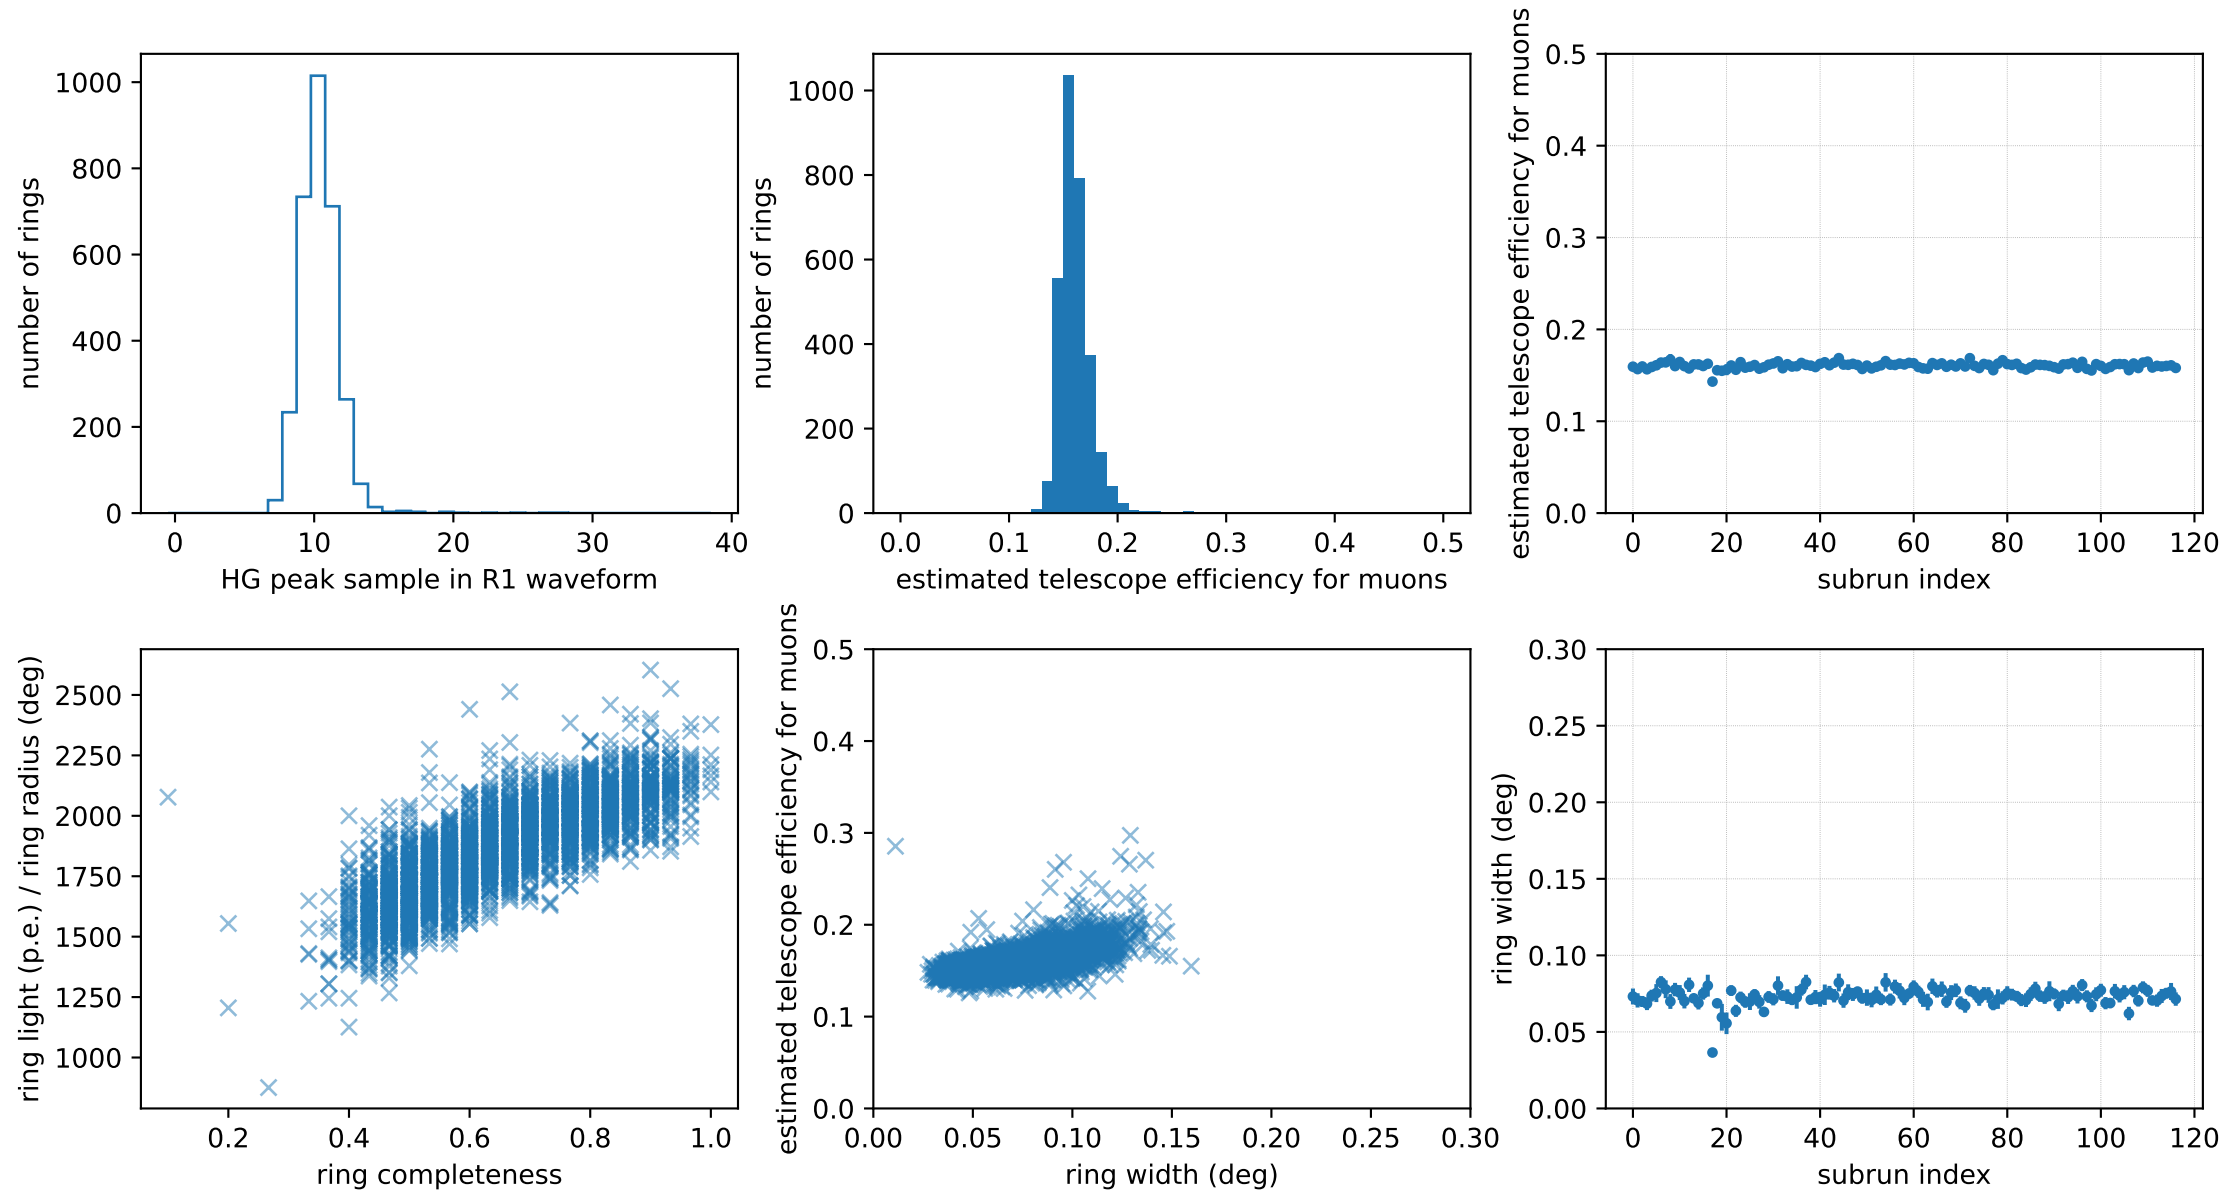 number of rings
1000
800
600
400
200
0
0 10 20 30 40
HG peak sample in R1 waveform
number of rings
1000
800
600
400
200
0
0.0 0.1 0.2 0.3 0.4 0.5
estimated telescope efficiency for muons
estimated telescope efficiency for muons
0.5
0.4
0.3
0.2
0.1
0.0
0 20 40 60 80 100 120
subrun index
ring light (p.e.) / ring radius (deg)
2500
2250
2000
1750
1500
1250
1000
0.2 0.4 0.6 0.8 1.0
ring completeness
estimated telescope efficiency for muons
0.5
0.4
0.3
0.2
0.1
0.0
0.00 0.05 0.10 0.15 0.20 0.25 0.30
ring width (deg)
ring width (deg)
0.30
0.25
0.20
0.15
0.10
0.05
0.00
0 20 40 60 80 100 120
subrun index